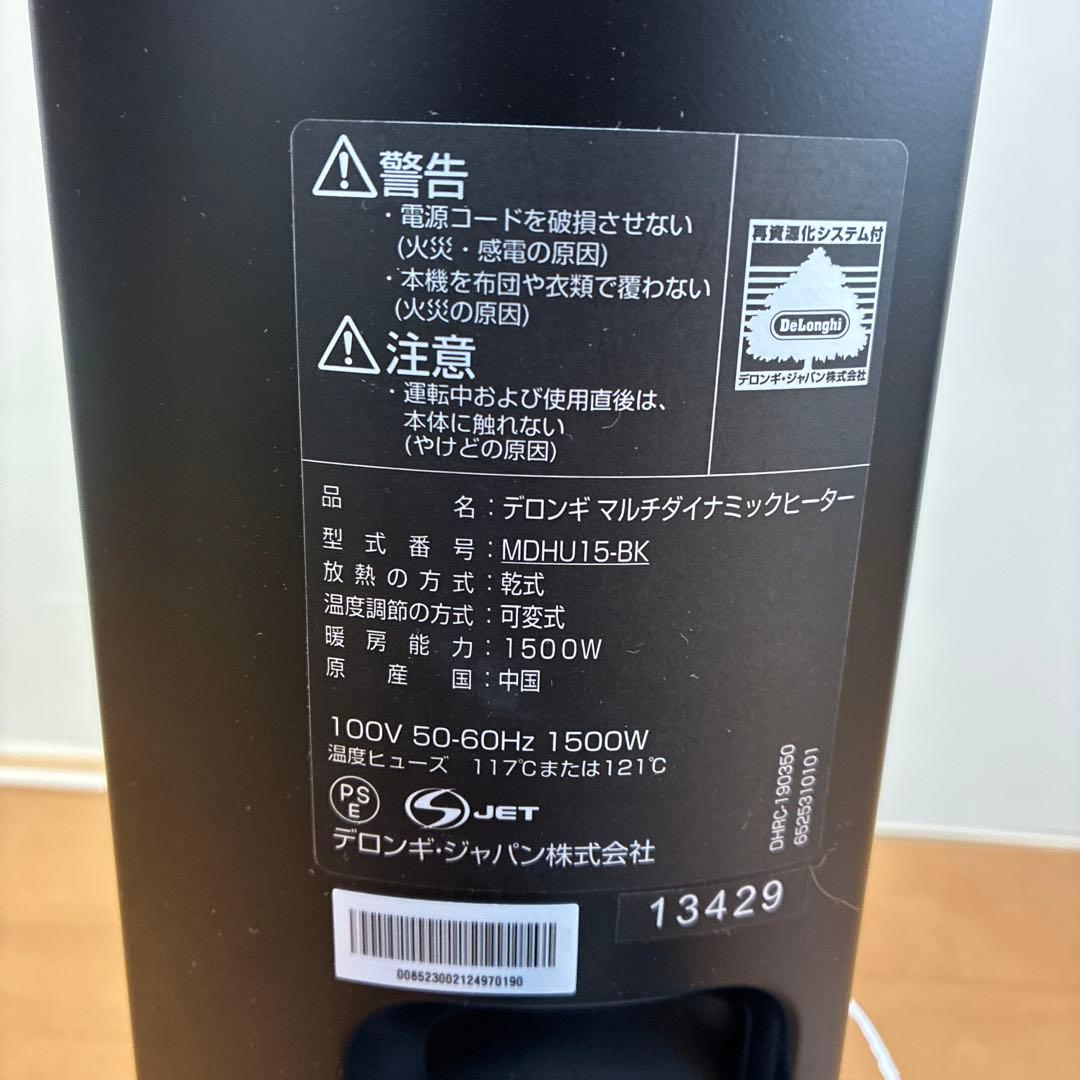 警告
・電源コードを破損させない
(火災・感電の原因)
・本機を布団や衣類で覆わない
(火災の原因)
注意
・運転中および使用直後は、
本体に触れない
(やけどの原因)
再資源化システム付
DeLonghi
デロンギ・ジャパン株式会社
品名：デロンギ マルチダイナミックヒーター
型式番号：MDHU15-BK
放熱の方式：乾式
温度調節の方式：可変式
暖房能力：1500W
原産国：中国
100V 50-60Hz 1500W
温度ヒューズ 117℃または121℃
PSE
JET
デロンギ・ジャパン株式会社
DHRC-190350
6525310101
13429
008523002124970190